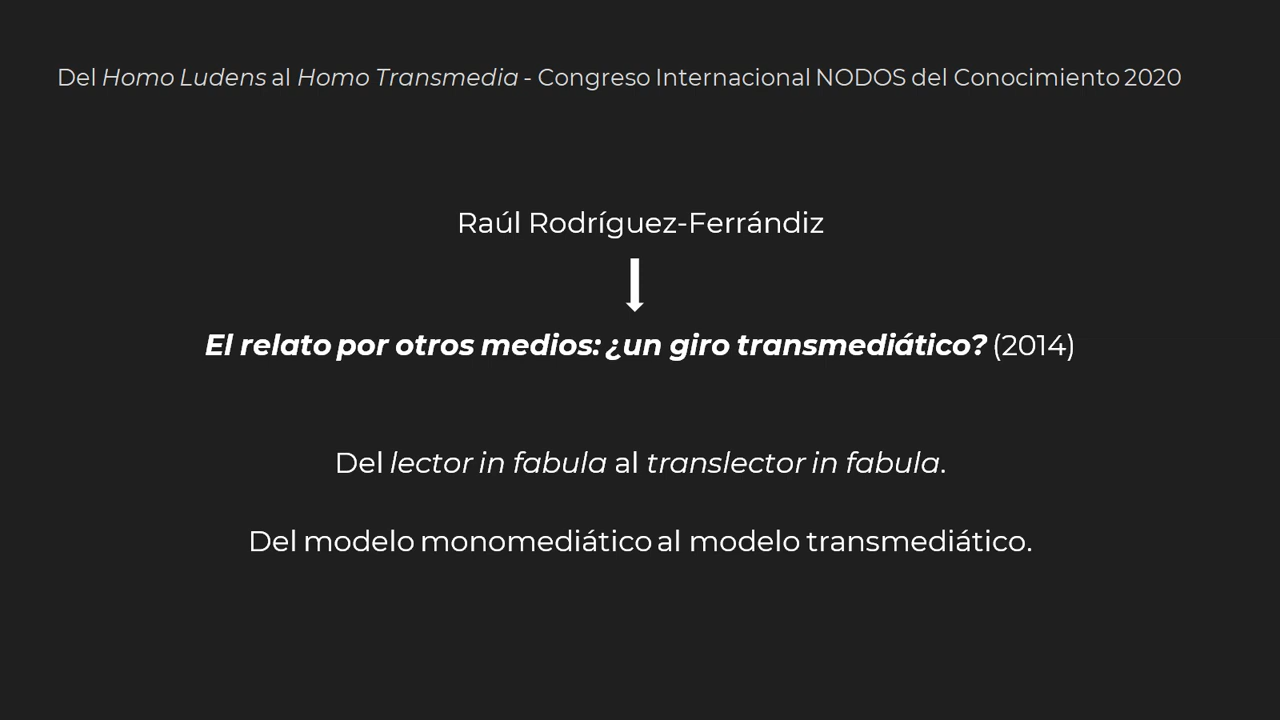 Del Homo Ludens al Homo Transmedia - Congreso Internacional NODOS del Conocimiento 2020
Raúl Rodríguez-Ferrándiz
El relato por otros medios: ¿un giro transmediático? (2014)
Del lector in fabula al translector in fabula.
Del modelo monomediático al modelo transmediático.